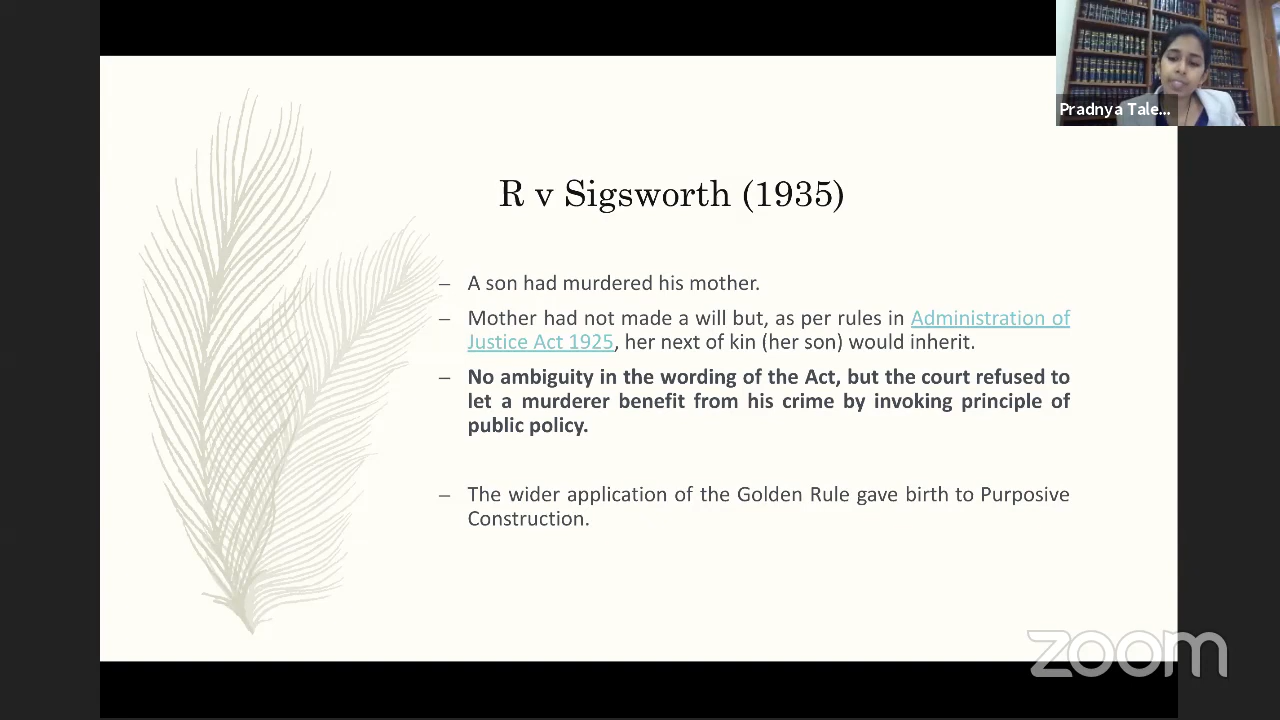 Pradnya Tale...
R v Sigsworth (1935)
– A son had murdered his mother.
– Mother had not made a will but, as per rules in Administration of
Justice Act 1925, her next of kin (her son) would inherit.
– No ambiguity in the wording of the Act, but the court refused to
let a murderer benefit from his crime by invoking principle of
public policy.
– The wider application of the Golden Rule gave birth to Purposive
Construction.
zoom